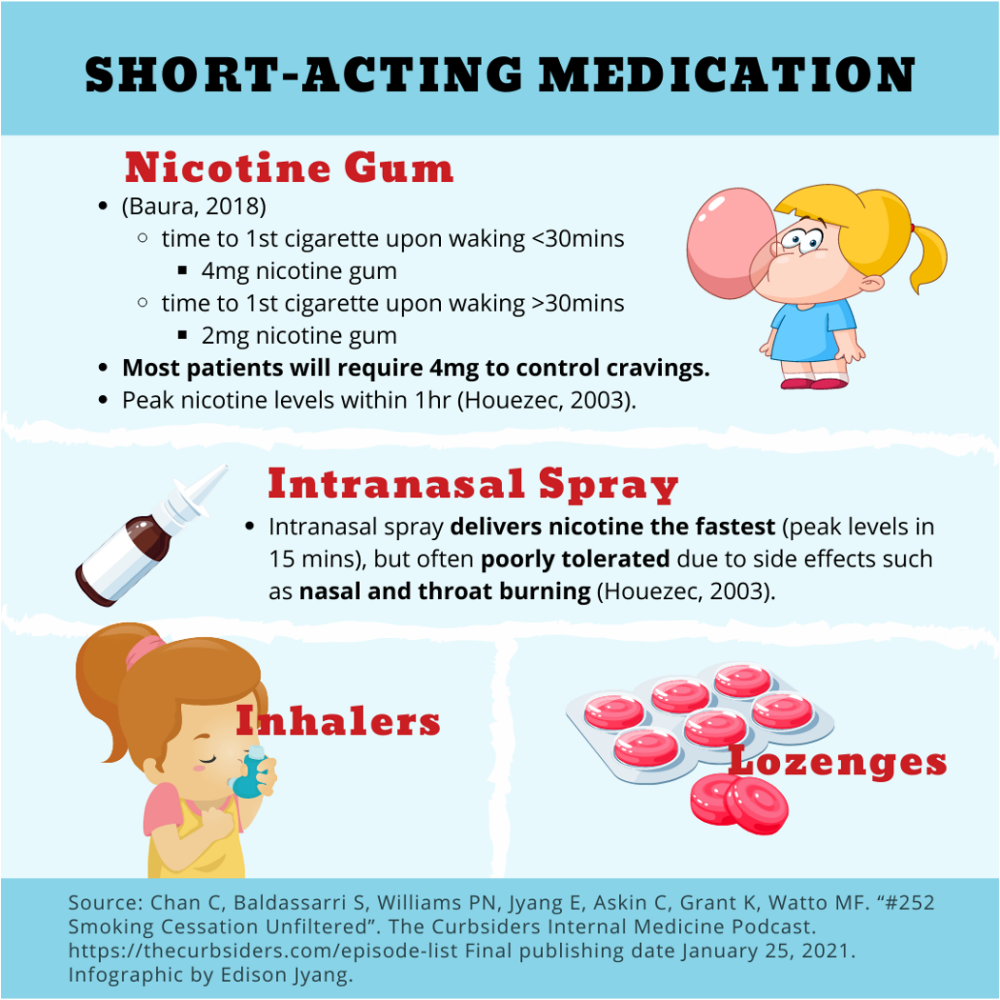 SHORT-ACTING MEDICATION
Nicotine Gum
• (Baura, 2018)
○ time to 1st cigarette upon waking <30mins
▪ 4mg nicotine gum
○ time to 1st cigarette upon waking >30mins
▪ 2mg nicotine gum
• Most patients will require 4mg to control cravings.
• Peak nicotine levels within 1hr (Houezec, 2003).
Intranasal Spray
• Intranasal spray delivers nicotine the fastest (peak levels in
15 mins), but often poorly tolerated due to side effects such
as nasal and throat burning (Houezec, 2003).
Inhalers
Lozenges
Source: Chan C, Baldassarri S, Williams PN, Jyang E, Askin C, Grant K, Watto MF. “#252
Smoking Cessation Unfiltered”. The Curbsiders Internal Medicine Podcast.
https://thecurbsiders.com/episode-list Final publishing date January 25, 2021.
Infographic by Edison Jyang.